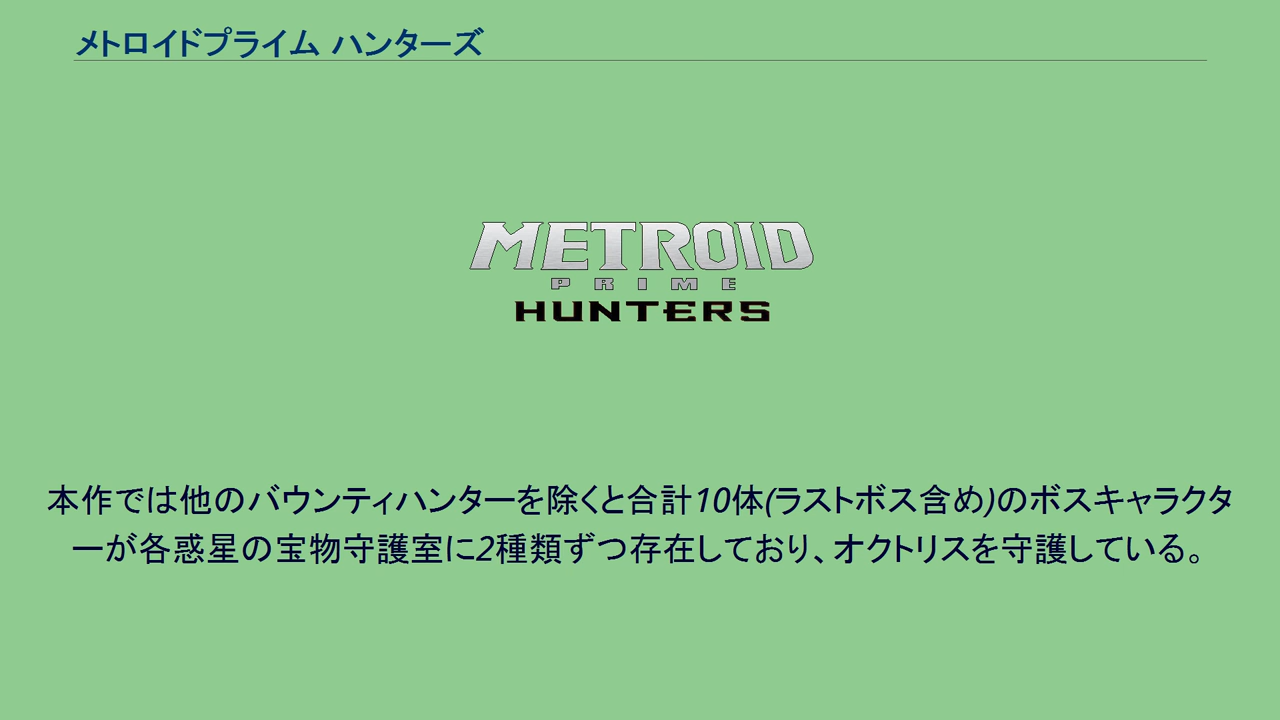 メトロイドプライム ハンターズ
METROID
PRIME
HUNTERS
本作では他のバウンティハンターを除くと合計10体(ラストボス含め)のボスキャラクタ
ーが各惑星の宝物守護室に2種類ずつ存在しており、オクトリスを守護している。